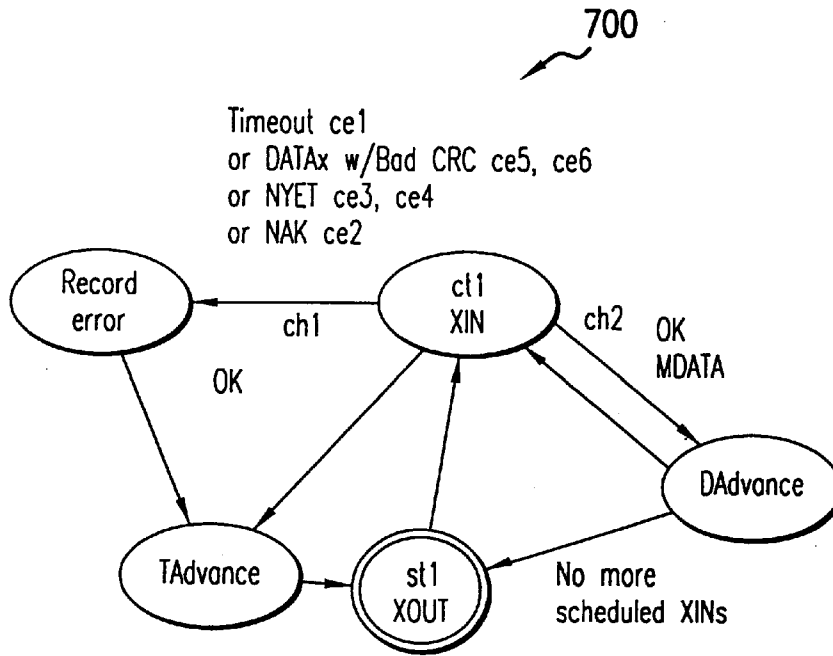 700
Timeout ce1
or DATAx w/Bad CRC ce5, ce6
or NYET ce3, ce4
or NAK ce2
Record
error
ch1
ct1
XIN
ch2
OK
MDATA
OK
DAdvance
TAdvance
st1
XOUT
No more
scheduled XINs